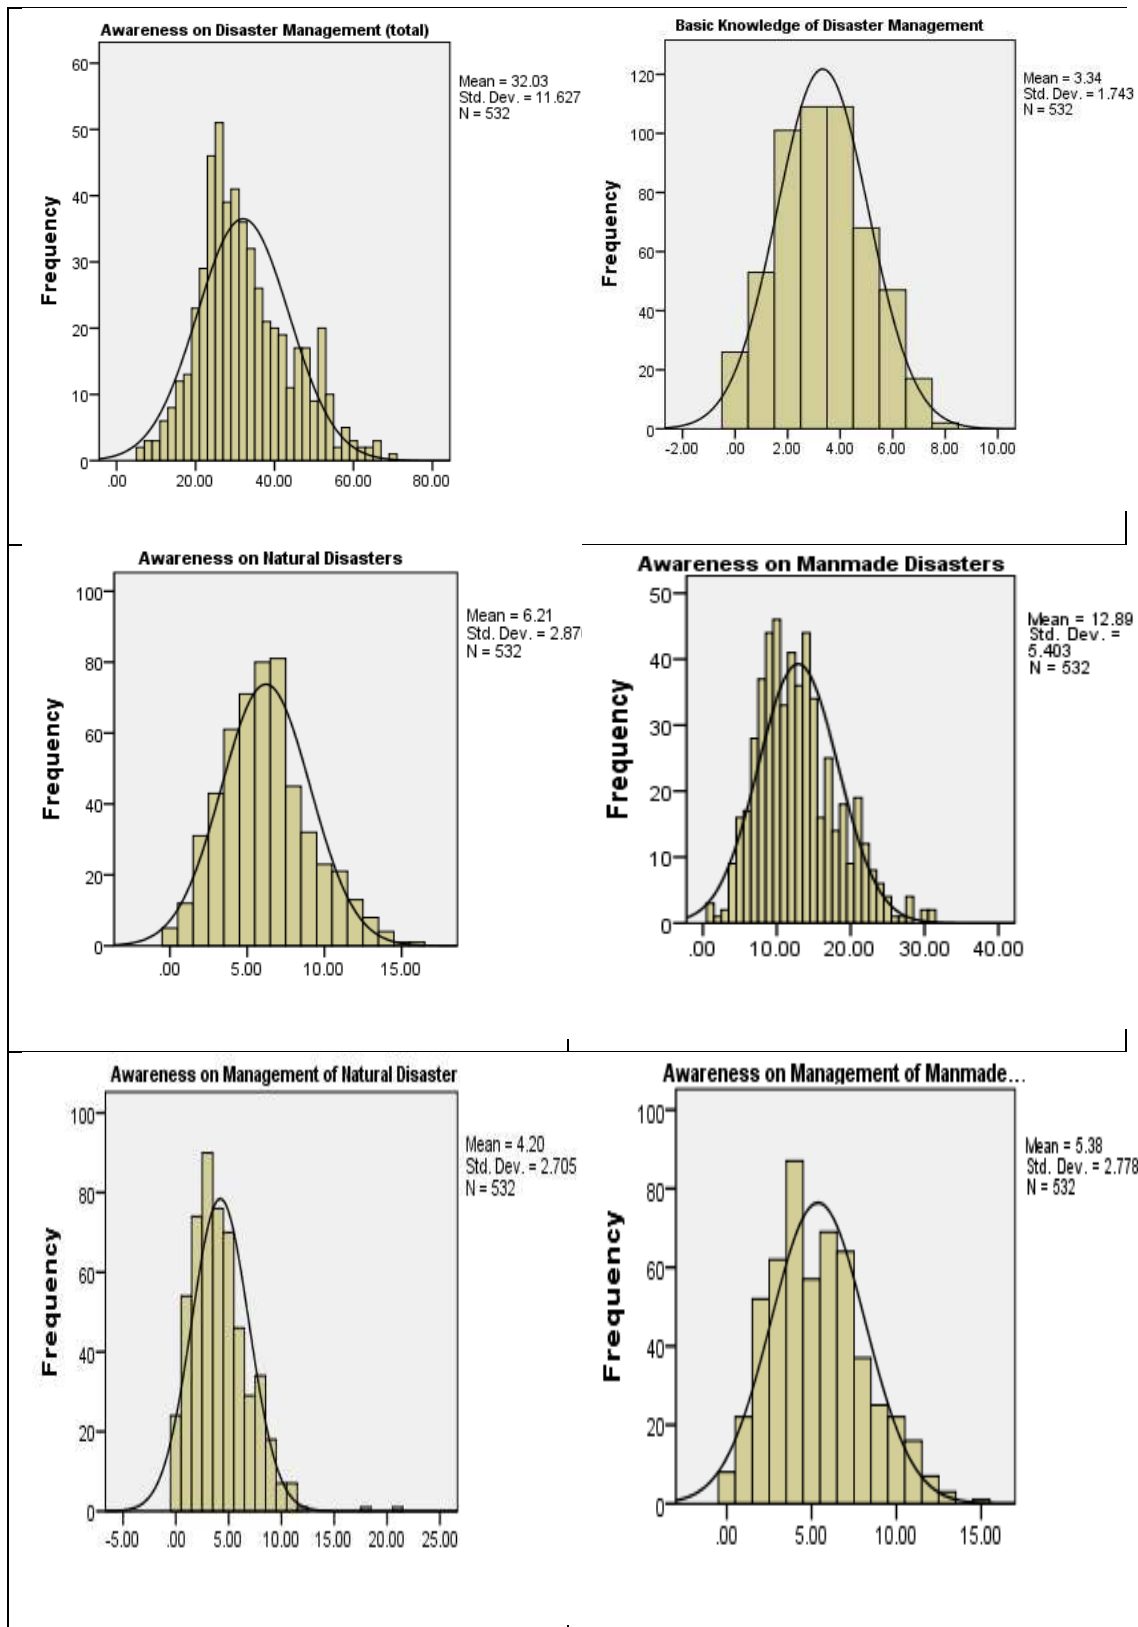 Awareness on Disaster Management (total)
Mean = 32.03
Std. Dev. = 11.627
N = 532
Frequency
60
50
40
30
20
10
0
.00
20.00
40.00
60.00
80.00
Basic Knowledge of Disaster Management
Mean = 3.34
Std. Dev. = 1.743
N = 532
Frequency
120
100
80
60
40
20
0
-2.00
.00
2.00
4.00
6.00
8.00
10.00
Awareness on Natural Disasters
Mean = 6.21
Std. Dev. = 2.87
N = 532
Frequency
100
80
60
40
20
0
.00
5.00
10.00
15.00
Awareness on Manmade Disasters
Mean = 12.89
Std. Dev. =
5.403
N = 532
Frequency
50
40
30
20
10
0
.00
10.00
20.00
30.00
40.00
Awareness on Management of Natural Disaster
Mean = 4.20
Std. Dev. = 2.705
N = 532
Frequency
100
80
60
40
20
0
-5.00
.00
5.00
10.00
15.00
20.00
25.00
Awareness on Management of Manmade...
Mean = 5.38
Std. Dev. = 2.778
N = 532
Frequency
100
80
60
40
20
0
.00
5.00
10.00
15.00